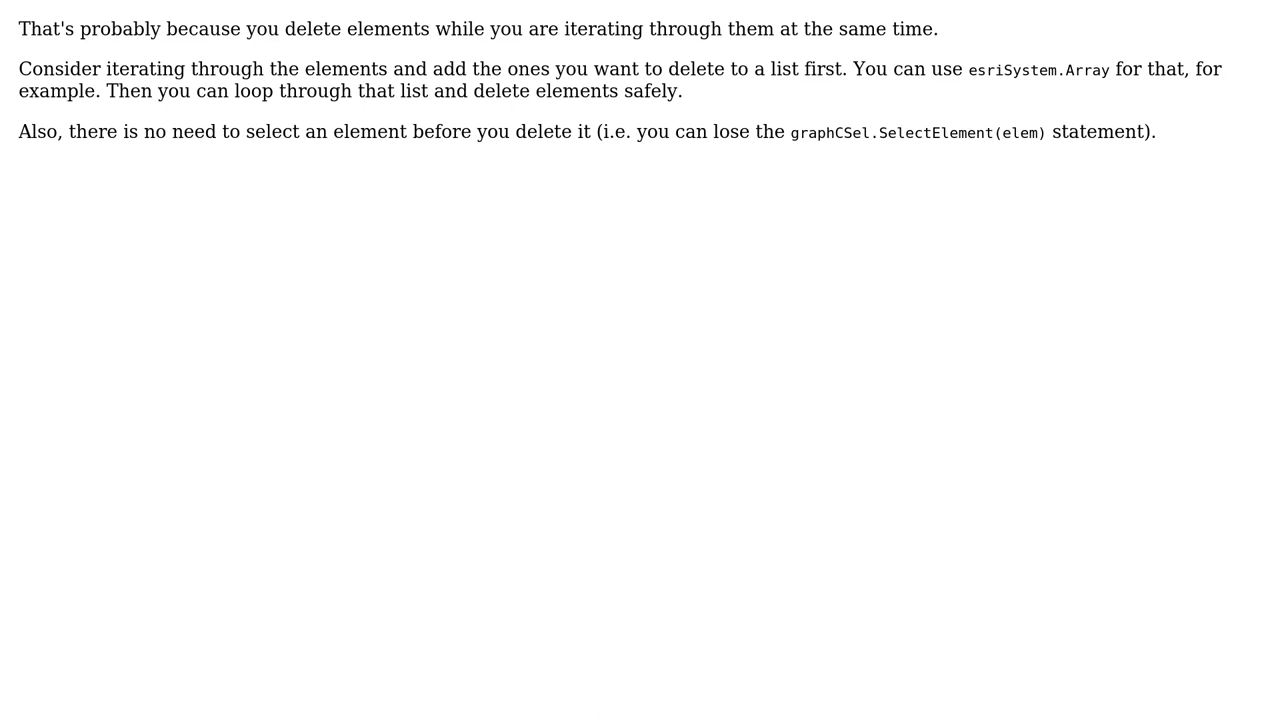 That's probably because you delete elements while you are iterating through them at the same time.
Consider iterating through the elements and add the ones you want to delete to a list first. You can use esriSystem.Array for that, for
example. Then you can loop through that list and delete elements safely.
Also, there is no need to select an element before you delete it (i.e. you can lose the graphCSel.SelectElement(elem) statement).